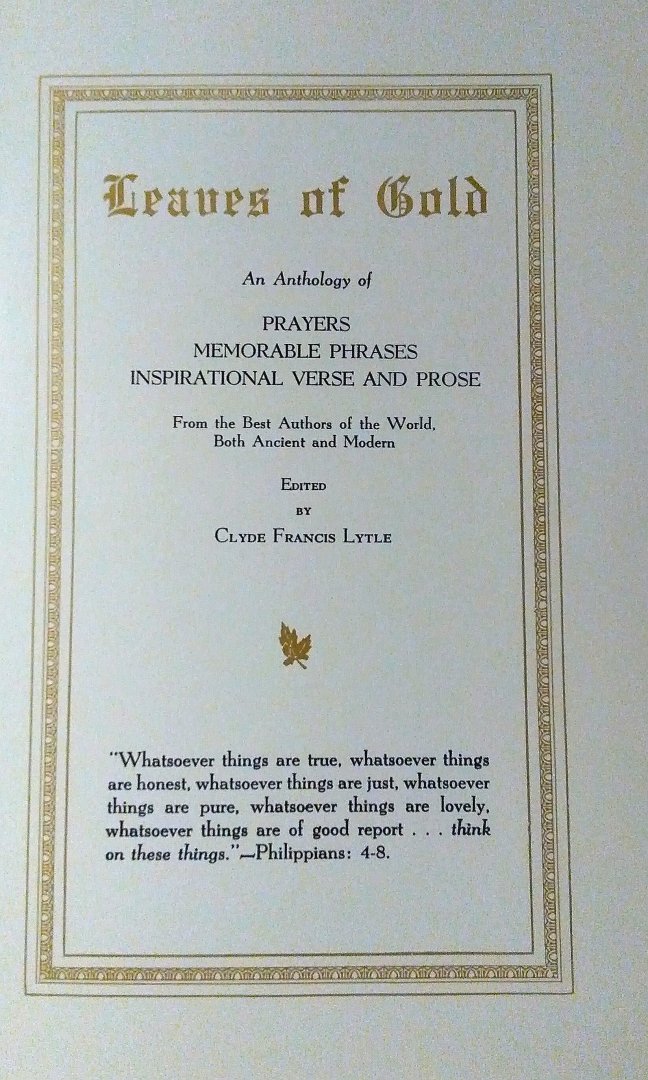 Leaves of Gold
An Anthology of
PRAYERS
MEMORABLE PHRASES
INSPIRATIONAL VERSE AND PROSE
From the Best Authors of the World,
Both Ancient and Modern
EDITED
BY
CLYDE FRANCIS LYTLE
"Whatsoever things are true, whatsoever things
are honest, whatsoever things are just, whatsoever
things are pure, whatsoever things are lovely,
whatsoever things are of good report . . . think
on these things."—Philippians: 4-8.